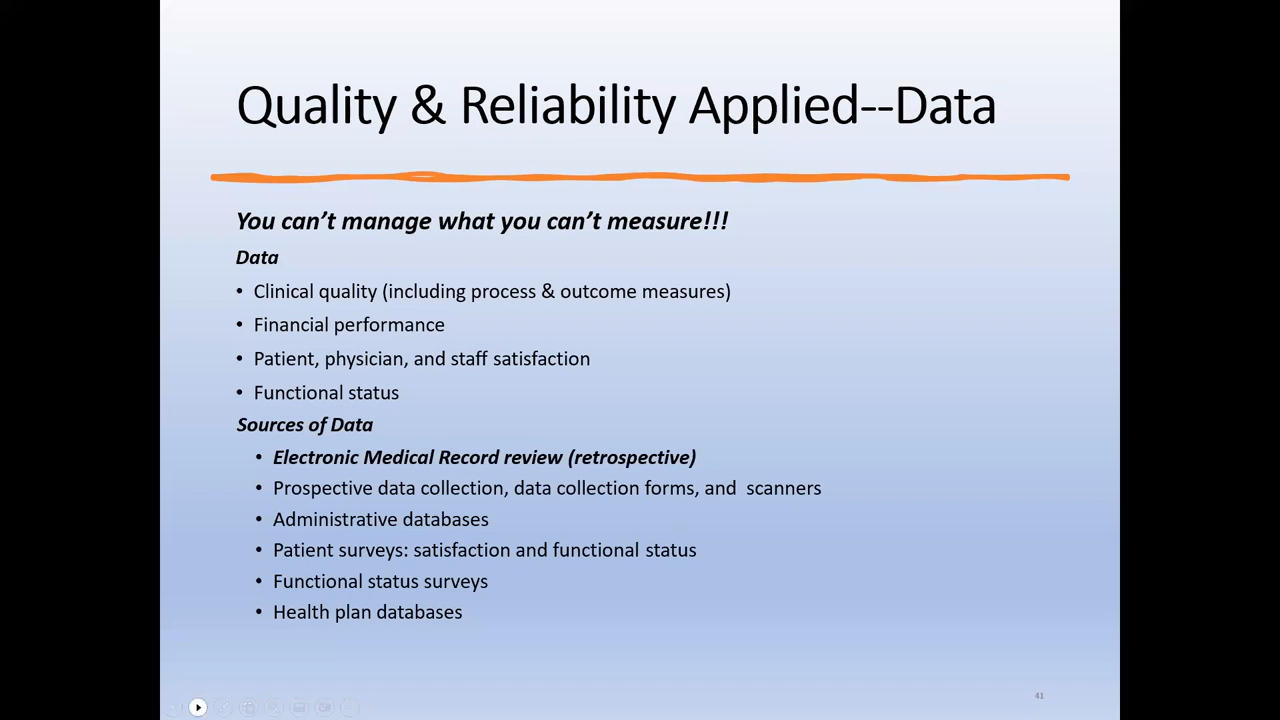 Quality & Reliability Applied--Data
You can’t manage what you can’t measure!!!
Data
• Clinical quality (including process & outcome measures)
• Financial performance
• Patient, physician, and staff satisfaction
• Functional status
Sources of Data
• Electronic Medical Record review (retrospective)
• Prospective data collection, data collection forms, and  scanners
• Administrative databases
• Patient surveys: satisfaction and functional status
• Functional status surveys
• Health plan databases
41